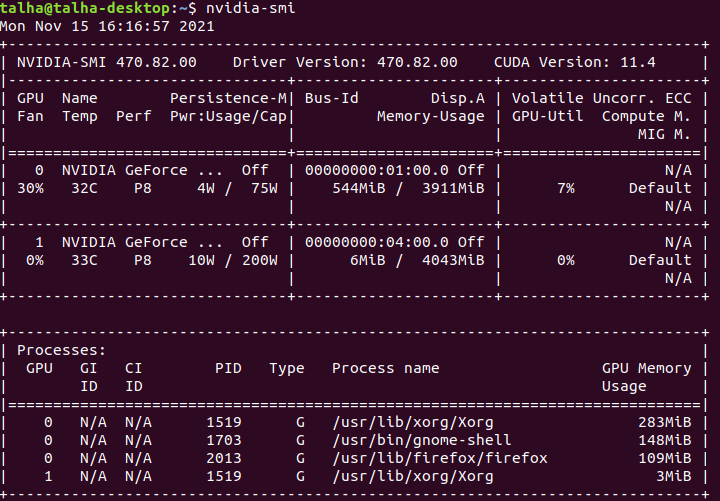 talha@talha-desktop:~$ nvidia-smi
Mon Nov 15 16:16:57 2021
+-----------------------------------------------------------------------------+
| NVIDIA-SMI 470.82.00    Driver Version: 470.82.00    CUDA Version: 11.4     |
|-------------------------------+----------------------+----------------------+
| GPU  Name        Persistence-M| Bus-Id        Disp.A | Volatile Uncorr. ECC |
| Fan  Temp  Perf  Pwr:Usage/Cap|         Memory-Usage | GPU-Util  Compute M. |
|                               |                      |               MIG M. |
|===============================+======================+======================|
|   0  NVIDIA GeForce ...  Off  | 00000000:01:00.0 Off |                  N/A |
| 30%   32C    P8     4W /  75W |    544MiB /  3911MiB |      7%      Default |
|                               |                      |                  N/A |
+-------------------------------+----------------------+----------------------+
|   1  NVIDIA GeForce ...  Off  | 00000000:04:00.0 Off |                  N/A |
|  0%   33C    P8    10W / 200W |      6MiB /  4043MiB |      0%      Default |
|                               |                      |                  N/A |
+-------------------------------+----------------------+----------------------+

+-----------------------------------------------------------------------------+
| Processes:                                                                  |
|  GPU   GI   CI        PID   Type   Process name                  GPU Memory |
|        ID   ID                                                   Usage      |
|=============================================================================|
|    0   N/A  N/A      1519      G   /usr/lib/xorg/Xorg                283MiB |
|    0   N/A  N/A      1703      G   /usr/bin/gnome-shell              148MiB |
|    0   N/A  N/A      2013      G   /usr/lib/firefox/firefox          109MiB |
|    1   N/A  N/A      1519      G   /usr/lib/xorg/Xorg                  3MiB |
+-----------------------------------------------------------------------------+